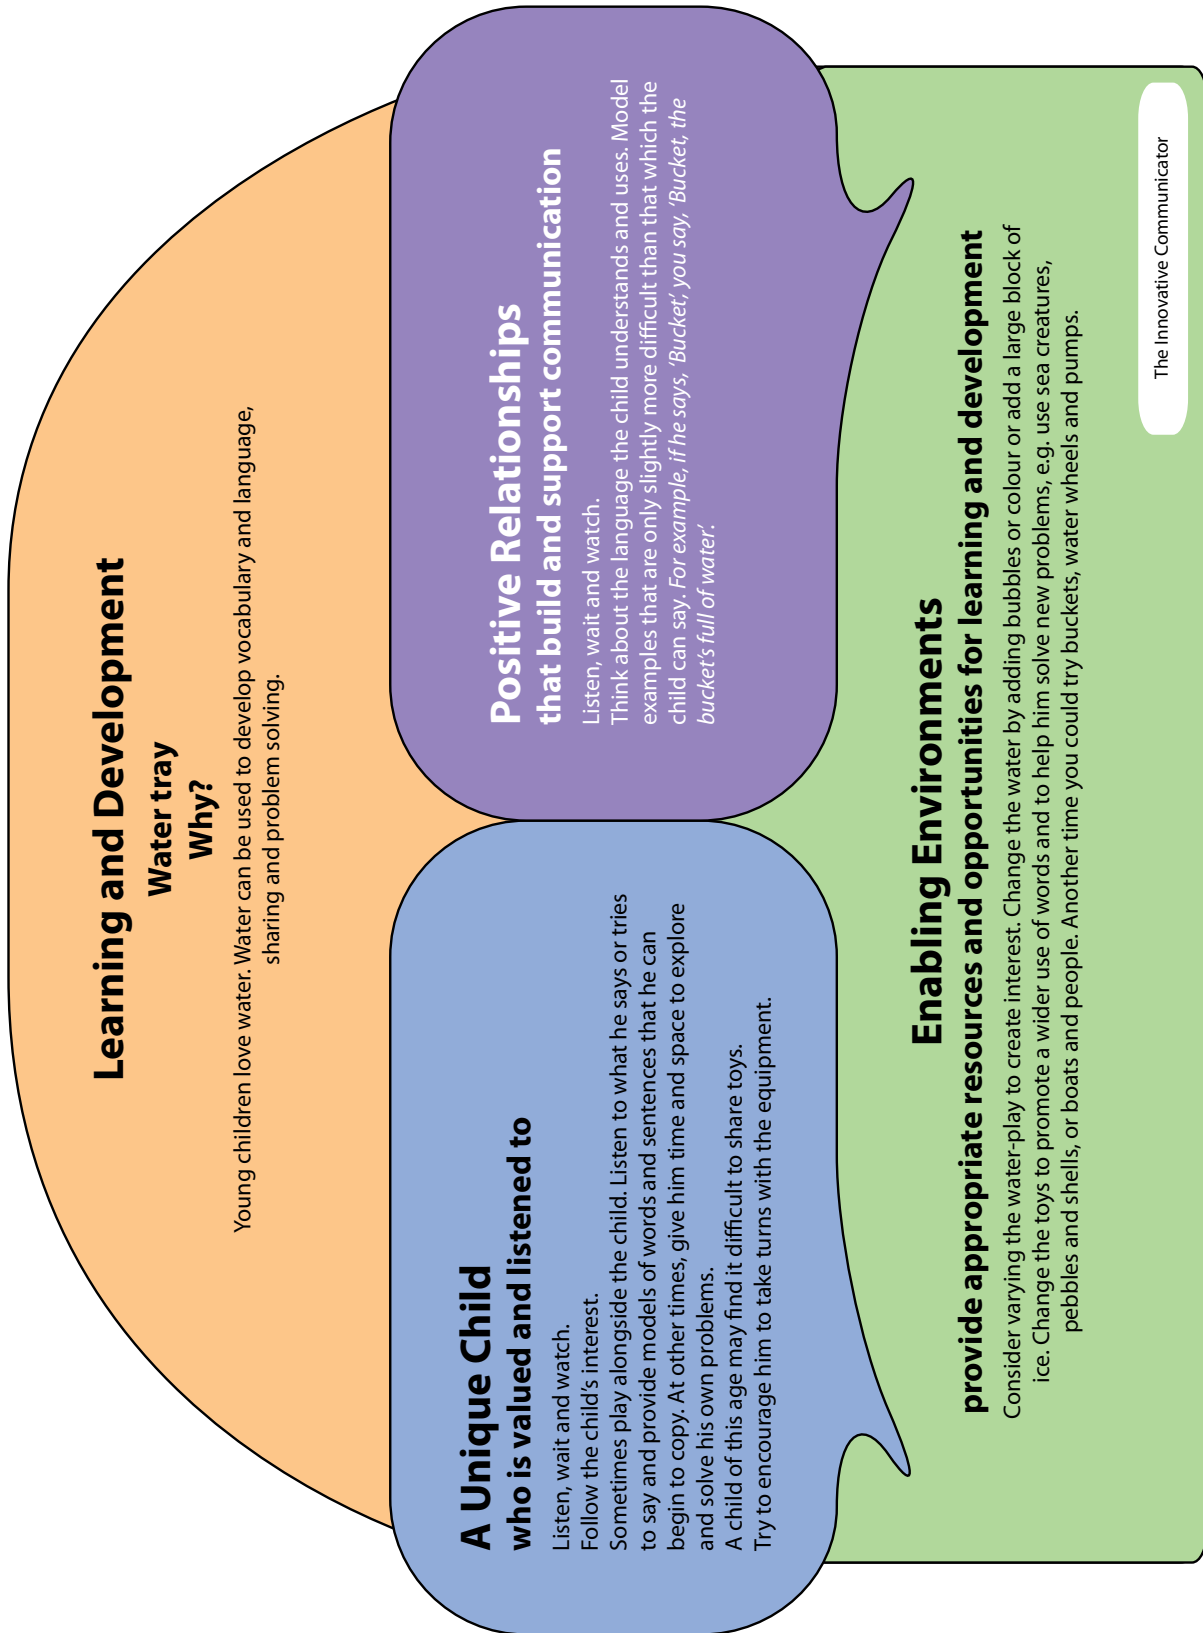 Learning and Development
Water tray
Why?
Young children love water. Water can be used to develop vocabulary and language,
sharing and problem solving.
A Unique Child
who is valued and listened to
Listen, wait and watch.
Follow the child’s interest.
Sometimes play alongside the child. Listen to what he says or tries
to say and provide models of words and sentences that he can
begin to copy. At other times, give him time and space to explore
and solve his own problems.
A child of this age may find it difficult to share toys.
Try to encourage him to take turns with the equipment.
Positive Relationships
that build and support communication
Listen, wait and watch.
Think about the language the child understands and uses. Model
examples that are only slightly more difficult than that which the
child can say. For example, if he says, ‘Bucket’, you say, ‘Bucket, the
bucket’s full of water’.
Enabling Environments
provide appropriate resources and opportunities for learning and development
Consider varying the water-play to create interest. Change the water by adding bubbles or colour or add a large block of
ice. Change the toys to promote a wider use of words and to help him solve new problems, e.g. use sea creatures,
pebbles and shells, or boats and people. Another time you could try buckets, water wheels and pumps.
The Innovative Communicator